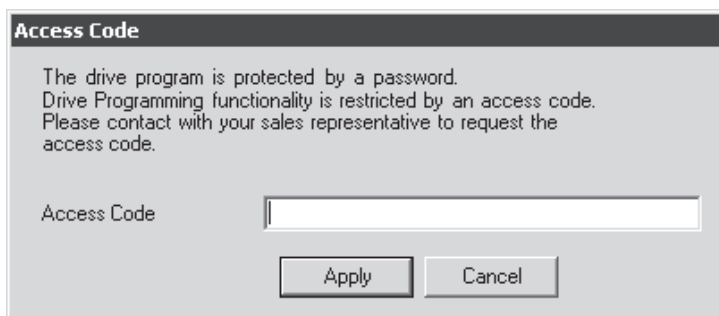 Access Code
The drive program is protected by a password.
Drive Programming functionality is restricted by an access code.
Please contact with your sales representative to request the
access code.
Access Code
Apply Cancel